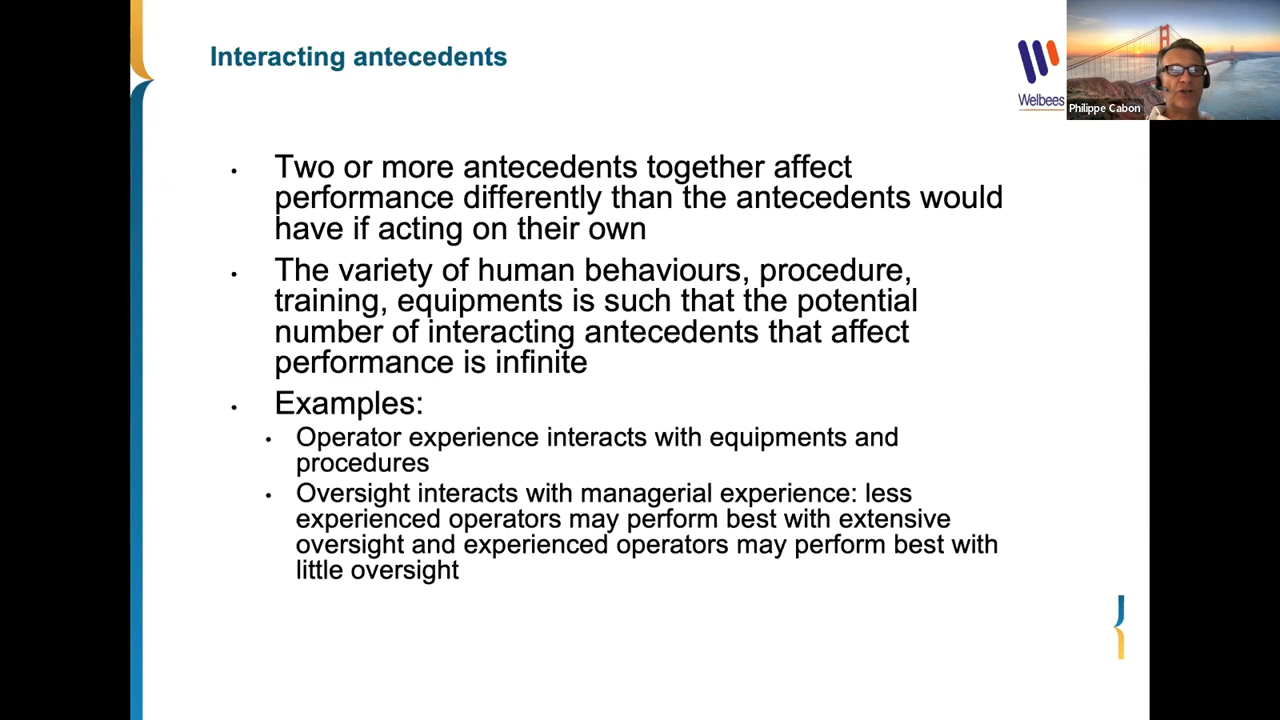 Interacting antecedents
Welbees
Philippe Cabon
• Two or more antecedents together affect
performance differently than the antecedents would
have if acting on their own
• The variety of human behaviours, procedure,
training, equipments is such that the potential
number of interacting antecedents that affect
performance is infinite
• Examples:
• Operator experience interacts with equipments and
procedures
• Oversight interacts with managerial experience: less
experienced operators may perform best with extensive
oversight and experienced operators may perform best with
little oversight